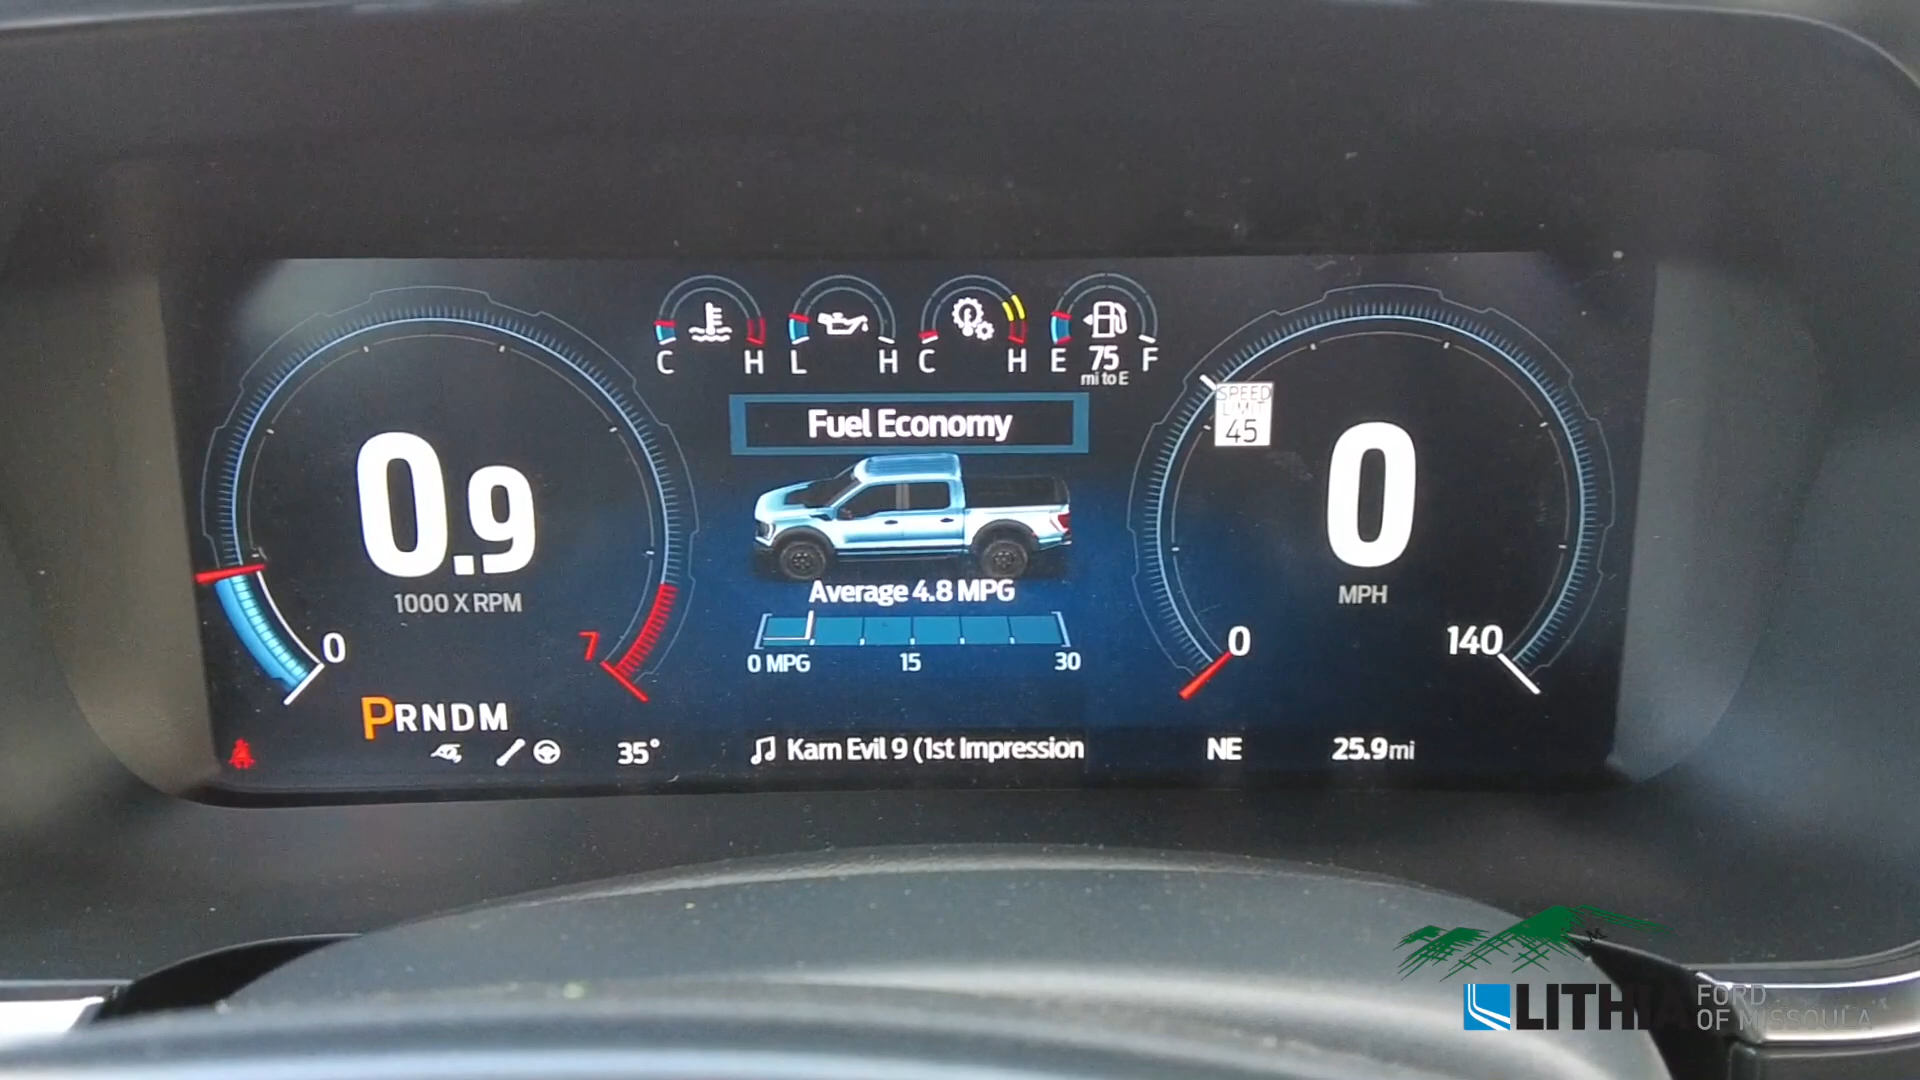 C H L H C H E 75 F
mi to E
Fuel Economy
SPEED
LIMIT
45
0.9
1000 X RPM
0
7
Average 4.8 MPG
0 MPG 15 30
0
MPH
0
140
PRNDM
35°
Karn Evil 9 (1st Impression
NE
25.9mi
LITHIA FORD
OF MISSOULA